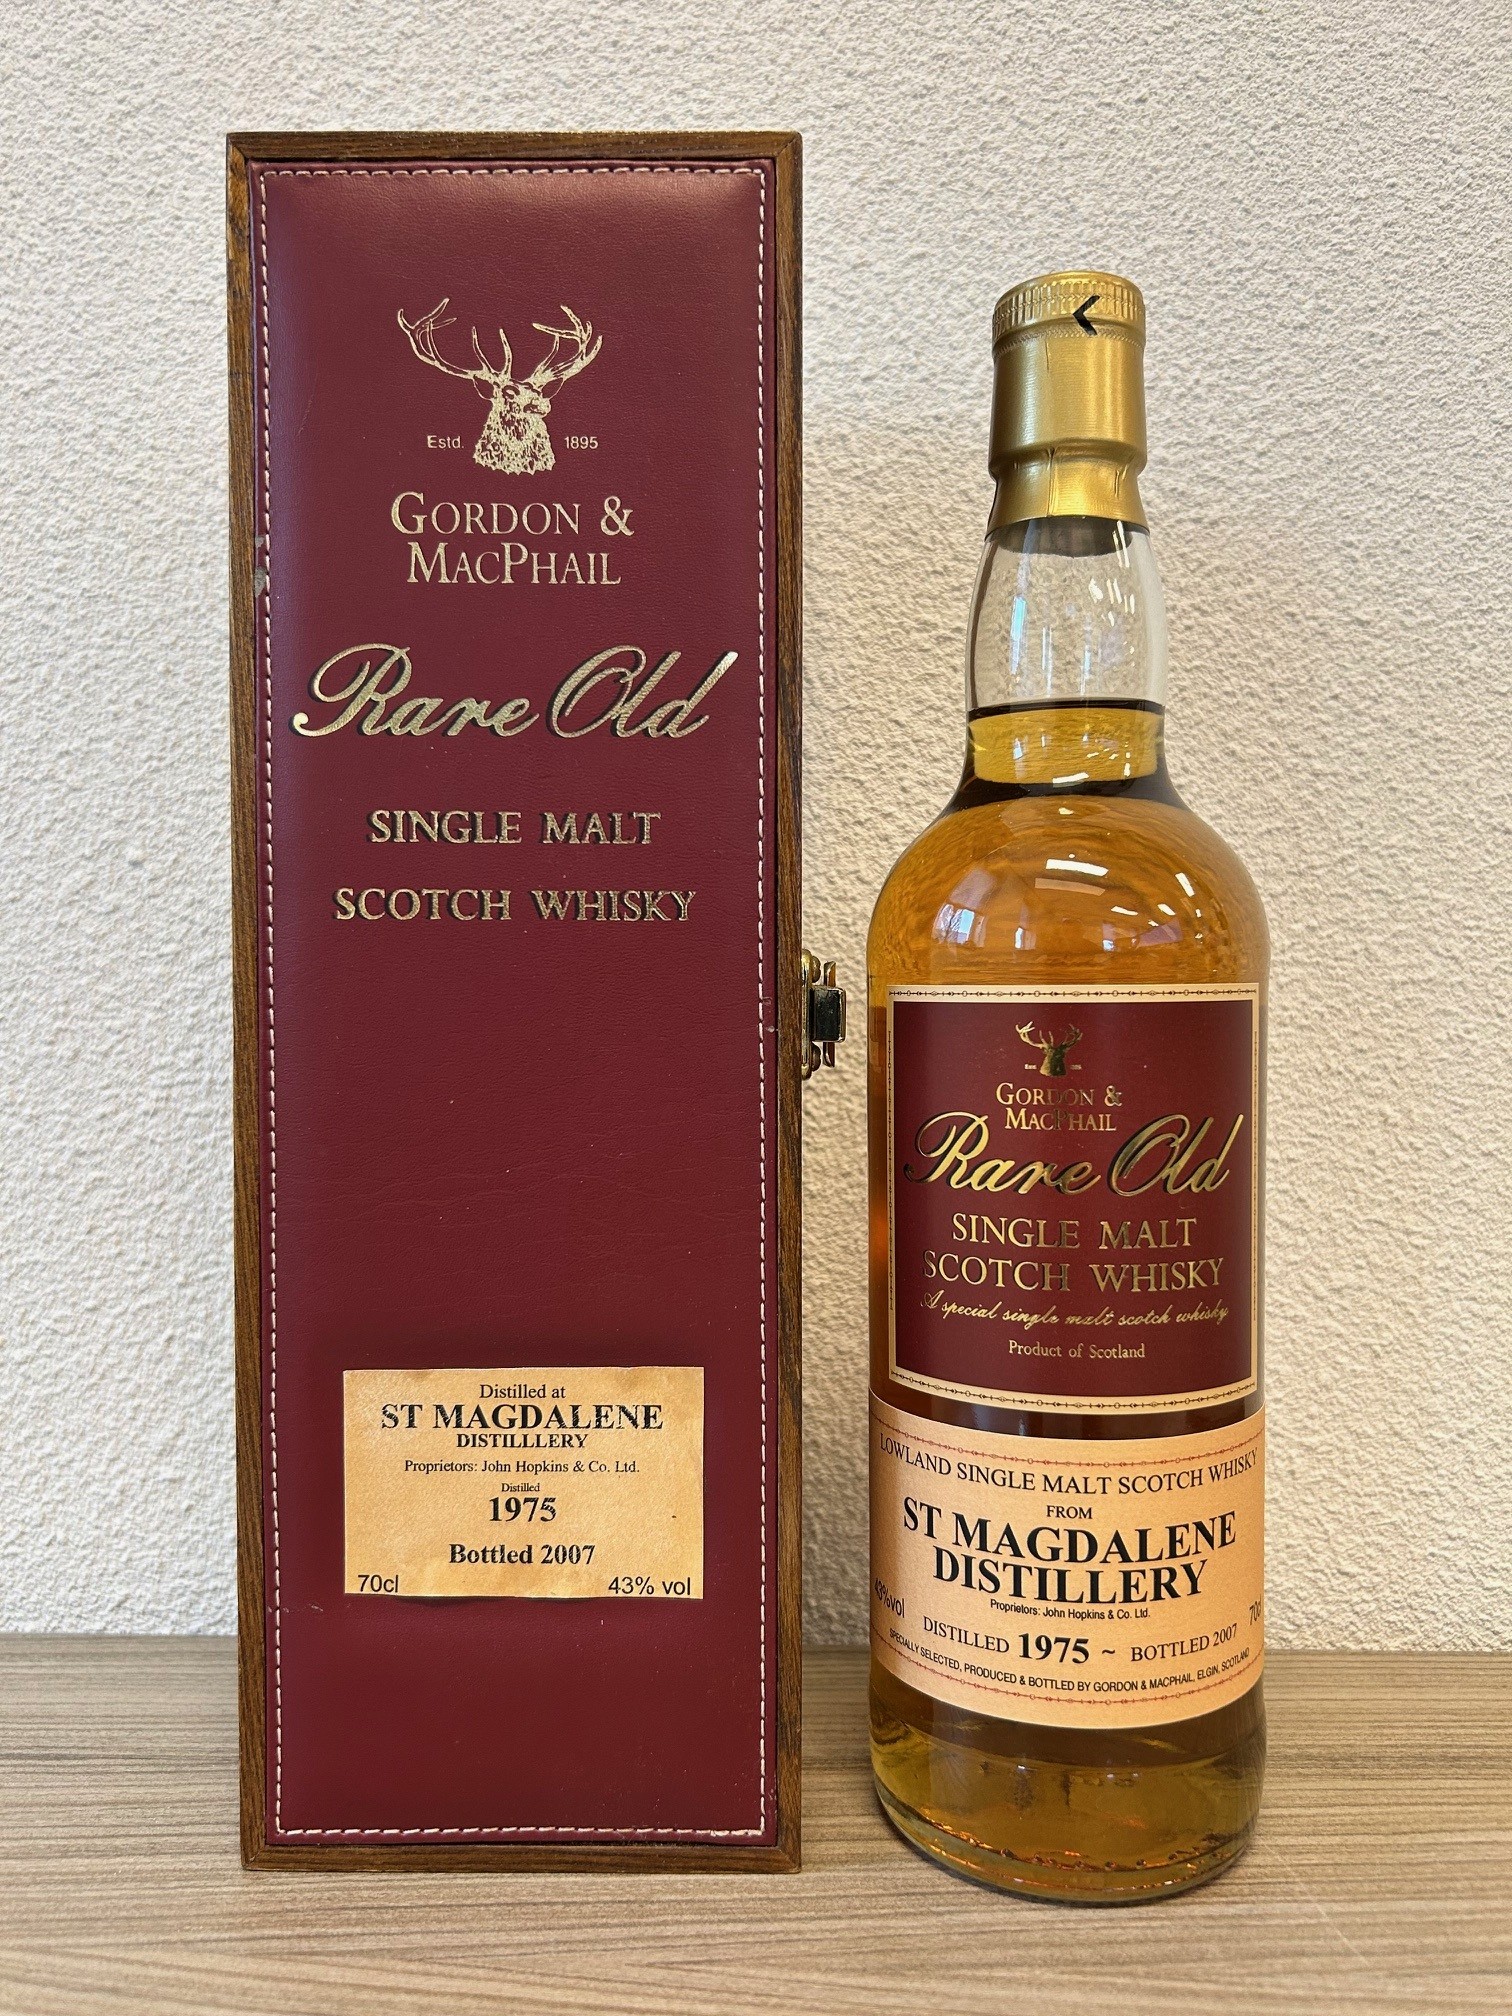 Estd. 1895
GORDON &
MACPHAIL
Rare Old
SINGLE MALT
SCOTCH WHISKY
Distilled at
ST MAGDALENE
DISTILLLERY
Proprietors: John Hopkins & Co. Ltd.
Distilled
1975
Bottled 2007
70cl 43% vol
GORDON &
MACPHAIL
Rare Old
SINGLE MALT
SCOTCH WHISKY
A special single malt scotch whisky
Product of Scotland
LOWLAND SINGLE MALT SCOTCH WHISKY
FROM
ST MAGDALENE
DISTILLERY
Proprietors: John Hopkins & Co. Ltd.
43%vol 70cl
DISTILLED 1975 ~ BOTTLED 2007
SPECIALLY SELECTED, PRODUCED & BOTTLED BY GORDON & MACPHAIL, ELGIN, SCOTLAND